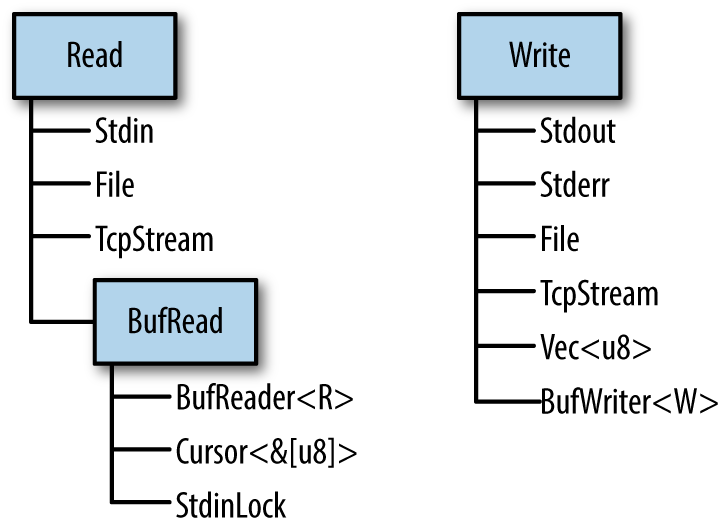 Read
Stdin
File
TcpStream
BufRead
BufReader<R>
Cursor<&[u8]>
StdinLock
Write
Stdout
Stderr
File
TcpStream
Vec<u8>
BufWriter<W>